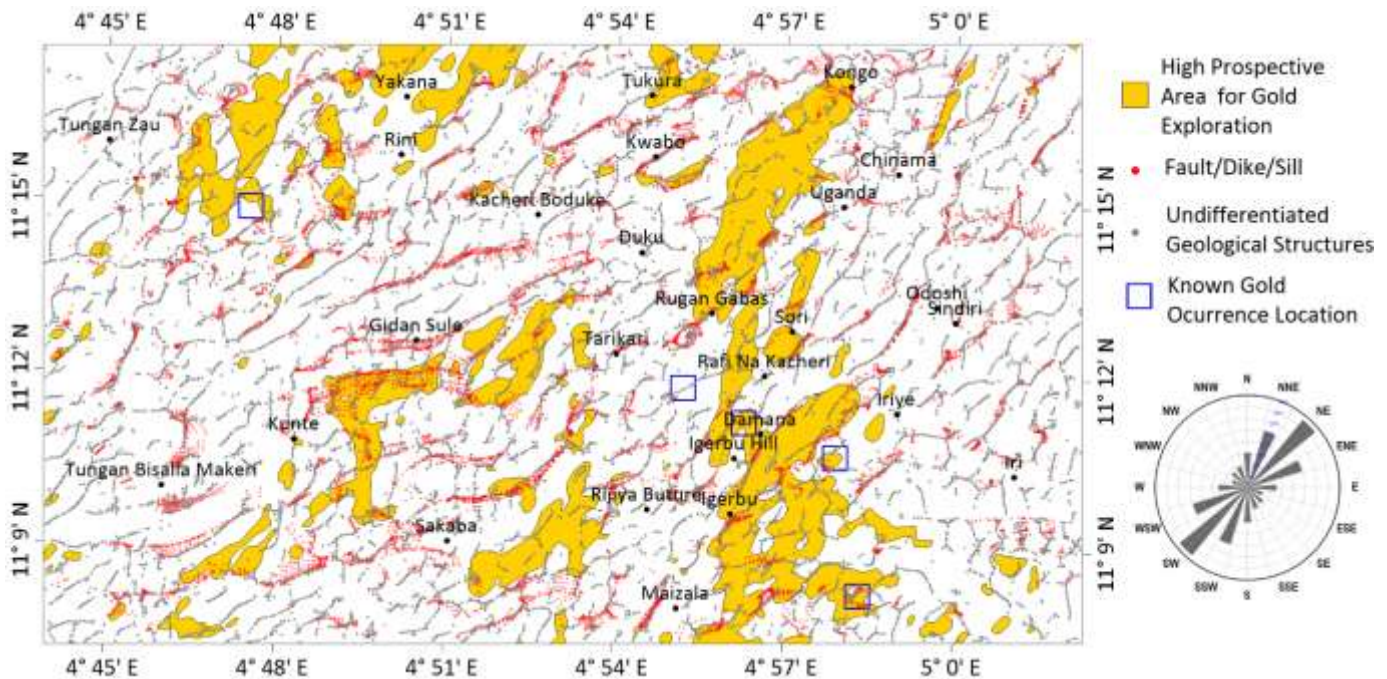 4° 45' E 4° 48' E 4° 51' E 4° 54' E 4° 57' E 5° 0' E
Yakana
Tukura
Kongo
Tungan Zau
Rini
Kwabo
Chinama
Kacheri Boduke
Uganda
Duku
Rugan Gabas
Odoshi
Sindiri
Gidan Sule
Sori
Tarikari
Rafi Na Kacheri
Iriye
Kunte
Damana
Igerbu Hill
Tungan Bisalla Makeri
Iri
Ripya Buture
Igerbu
Sakaba
Maizala
11° 15' N
11° 12' N
11° 9' N
11° 15' N
11° 12' N
11° 9' N
4° 45' E 4° 48' E 4° 51' E 4° 54' E 4° 57' E 5° 0' E
High Prospective
Area for Gold
Exploration
Fault/Dike/Sill
Undifferentiated
Geological Structures
Known Gold
Ocurrence Location
N
NNW
NNE
NW
NE
WNW
ENE
W
E
WSW
ESE
SW
SE
SSW
SSE
S